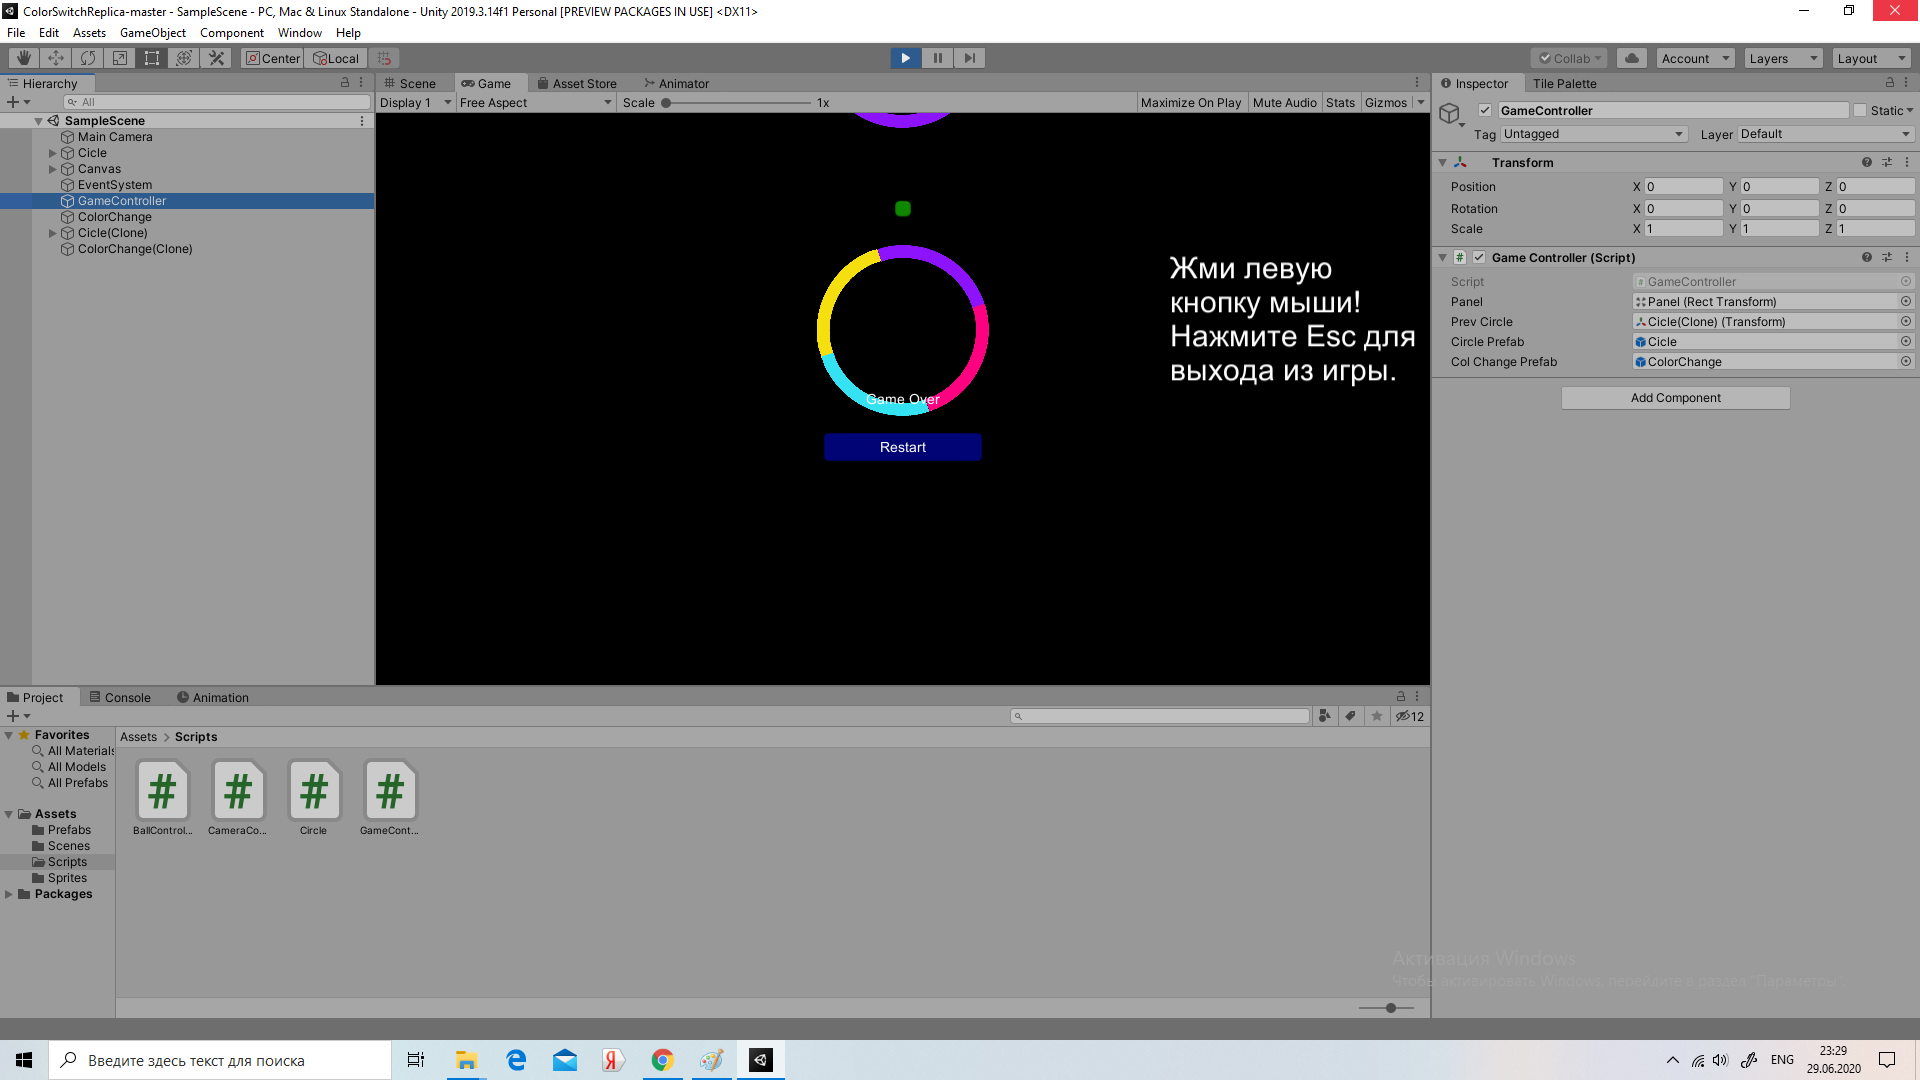 ColorSwitchReplica-master - SampleScene - PC, Mac & Linux Standalone - Unity 2019.3.14f1 Personal [PREVIEW PACKAGES IN USE] <DX11>
File Edit Assets GameObject Component Window Help
Center Local Collab Account Layers Layout
Hierarchy
All
SampleScene
Main Camera
Cicle
Canvas
EventSystem
GameController
ColorChange
Cicle(Clone)
ColorChange(Clone)
Scene Game Asset Store Animator
Display 1 Free Aspect Scale 1x Maximize On Play Mute Audio Stats Gizmos
Жми левую
кнопку мыши!
Нажмите Esc для
выхода из игры.
Game Over
Restart
Inspector Tile Palette
GameController Static
Tag Untagged Layer Default
Transform
Position X 0 Y 0 Z 0
Rotation X 0 Y 0 Z 0
Scale X 1 Y 1 Z 1
# Game Controller (Script)
Script # GameController
Panel Panel (Rect Transform)
Prev Circle Cicle(Clone) (Transform)
Circle Prefab Cicle
Col Change Prefab ColorChange
Add Component
Project Console Animation
12
Favorites
All Materials
All Models
All Prefabs
Assets
Prefabs
Scenes
Scripts
Sprites
Packages
Assets > Scripts
# # # #
BallControl... CameraCo... Circle GameCont...
Активация Windows
Чтобы активировать Windows, перейдите в раздел "Параметры".
Введите здесь текст для поиска
ENG
23:29
29.06.2020